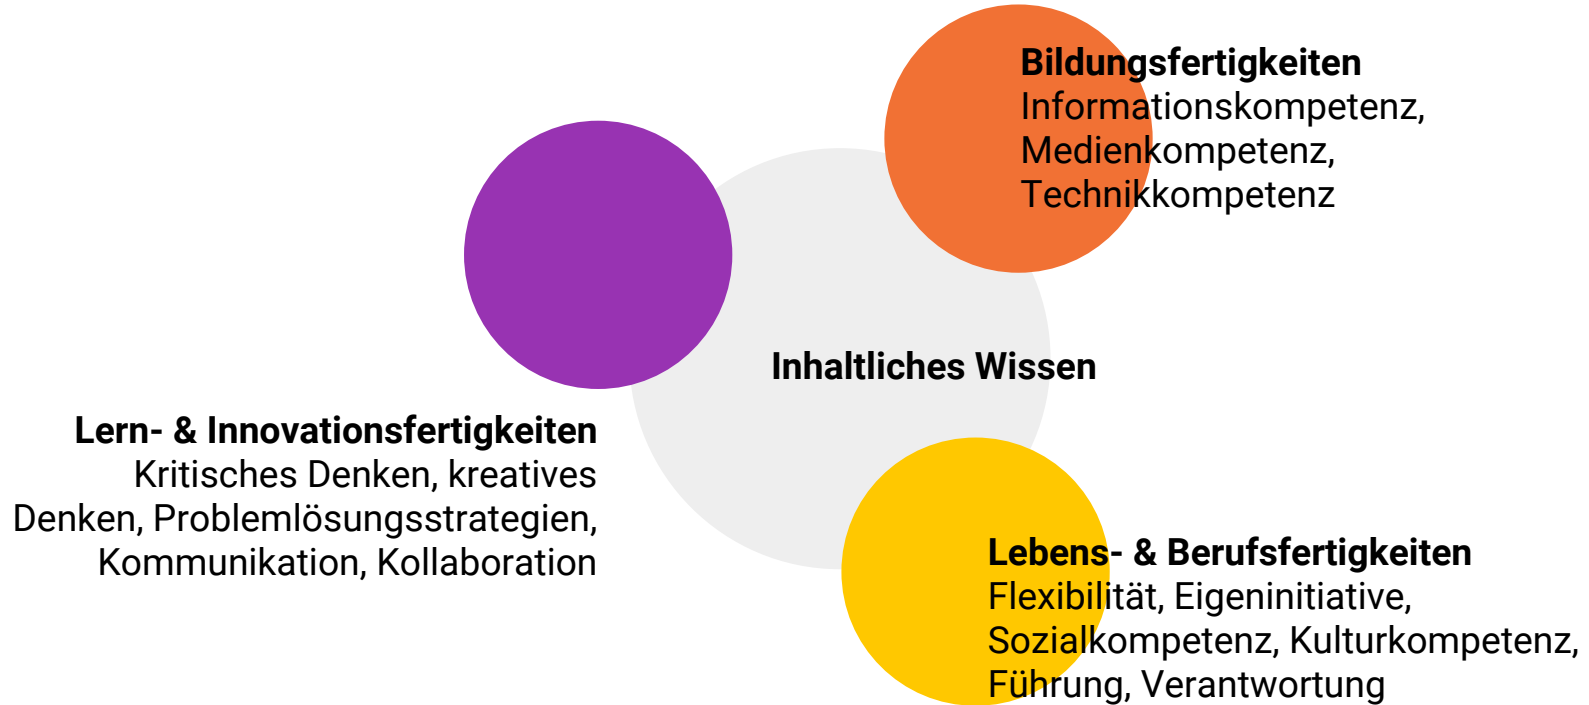 Bildungsfertigkeiten
Informationskompetenz,
Medienkompetenz,
Technikkompetenz
Inhaltliches Wissen
Lern- & Innovationsfertigkeiten
Kritisches Denken, kreatives
Denken, Problemlösungsstrategien,
Kommunikation, Kollaboration
Lebens- & Berufsfertigkeiten
Flexibilität, Eigeninitiative,
Sozialkompetenz, Kulturkompetenz,
Führung, Verantwortung